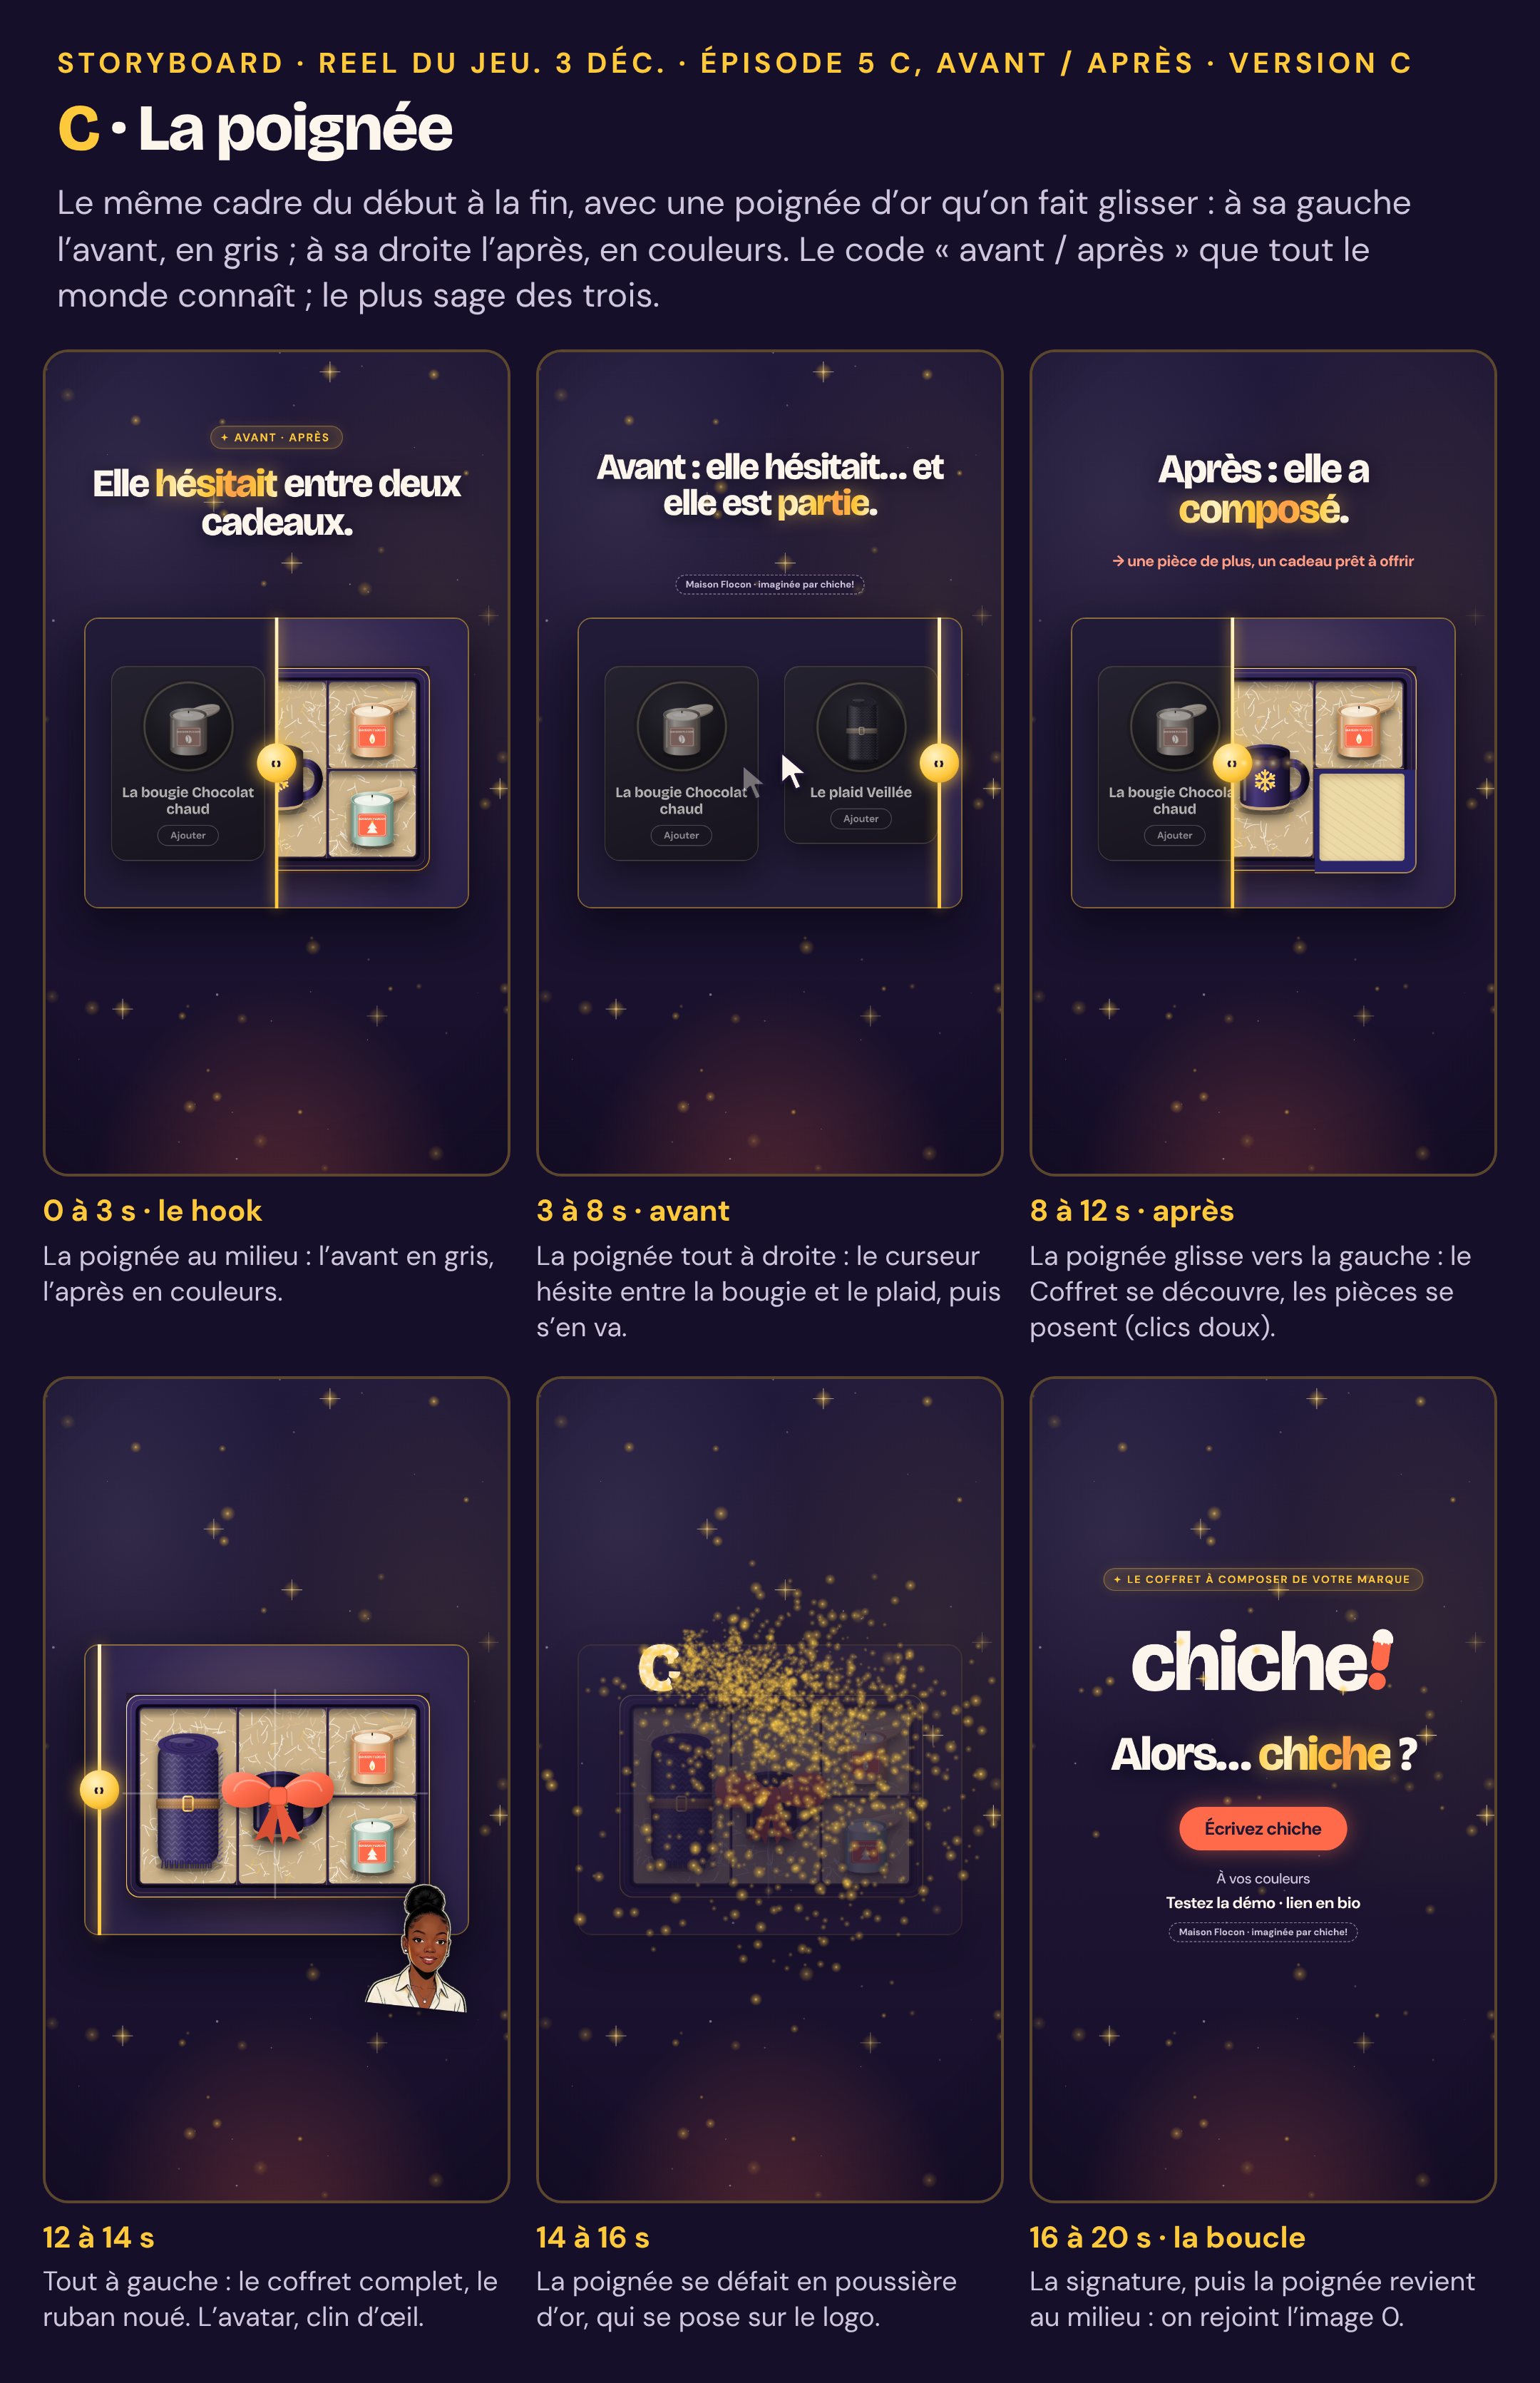 STORYBOARD · REEL DU JEU. 3 DÉC. · ÉPISODE 5 C, AVANT / APRÈS · VERSION C
C · La poignée
Le même cadre du début à la fin, avec une poignée d’or qu’on fait glisser : à sa gauche
l’avant, en gris ; à sa droite l’après, en couleurs. Le code « avant / après » que tout le
monde connaît ; le plus sage des trois.
✦ AVANT · APRÈS
Elle hésitait entre deux
cadeaux.
La bougie Chocolat
chaud
Ajouter
0 à 3 s · le hook
La poignée au milieu : l’avant en gris,
l’après en couleurs.
Avant : elle hésitait… et
elle est partie.
Maison Flocon · imaginée par chiche!
La bougie Chocolat
chaud
Ajouter
Le plaid Veillée
Ajouter
3 à 8 s · avant
La poignée tout à droite : le curseur
hésite entre la bougie et le plaid, puis
s’en va.
Après : elle a
composé.
→ une pièce de plus, un cadeau prêt à offrir
La bougie Chocola
chaud
Ajouter
8 à 12 s · après
La poignée glisse vers la gauche : le
Coffret se découvre, les pièces se
posent (clics doux).
12 à 14 s
Tout à gauche : le coffret complet, le
ruban noué. L’avatar, clin d’œil.
c
14 à 16 s
La poignée se défait en poussière
d’or, qui se pose sur le logo.
✦ LE COFFRET À COMPOSER DE VOTRE MARQUE
chiche!
Alors… chiche ?
Écrivez chiche
À vos couleurs
Testez la démo · lien en bio
Maison Flocon · imaginée par chiche!
16 à 20 s · la boucle
La signature, puis la poignée revient
au milieu : on rejoint l’image 0.